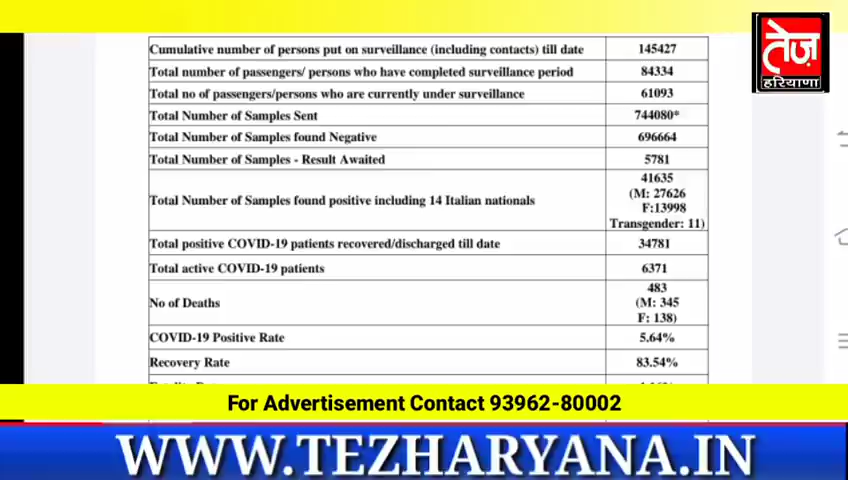 तेज़
हरियाणा
Cumulative number of persons put on surveillance (including contacts) till date 145427
Total number of passengers/ persons who have completed surveillance period 84334
Total no of passengers/persons who are currently under surveillance 61093
Total Number of Samples Sent 744080*
Total Number of Samples found Negative 696664
Total Number of Samples - Result Awaited 5781
Total Number of Samples found positive including 14 Italian nationals 41635
(M: 27626
F:13998
Transgender: 11)
Total positive COVID-19 patients recovered/discharged till date 34781
Total active COVID-19 patients 6371
No of Deaths 483
(M: 345
F: 138)
COVID-19 Positive Rate 5.64%
Recovery Rate 83.54%
For Advertisement Contact 93962-80002
WWW.TEZHARYANA.IN